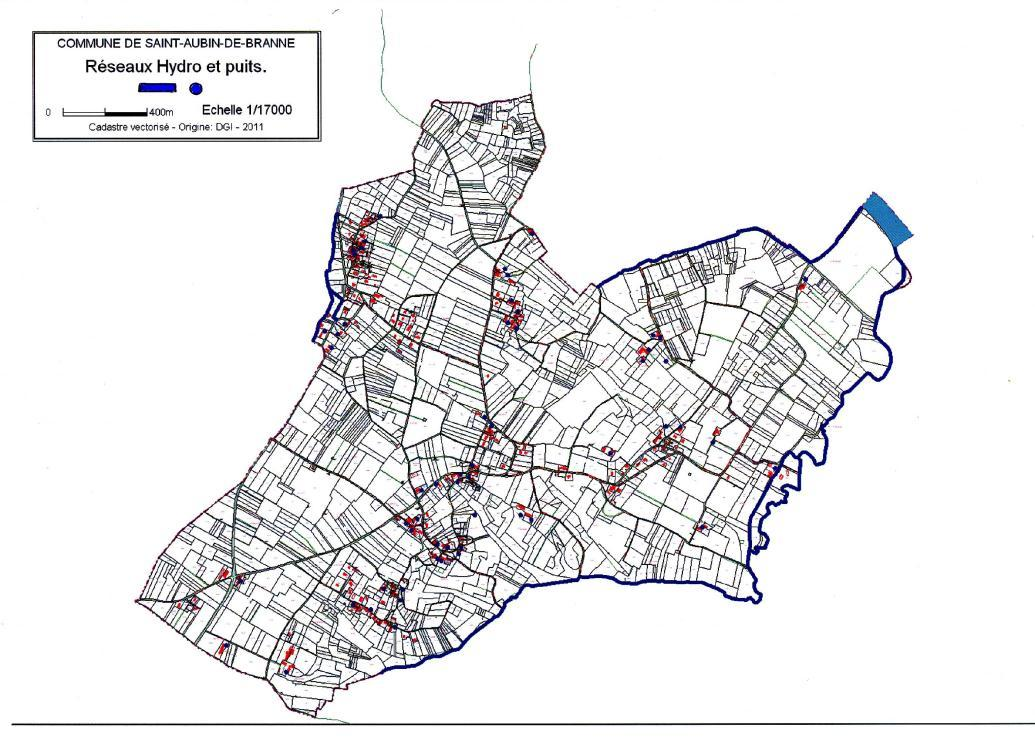 COMMUNE DE SAINT-AUBIN-DE-BRANNE
Réseaux Hydro et puits.
0 400m Echelle 1/17000
Cadastre vectorisé - Origine: DGI - 2011